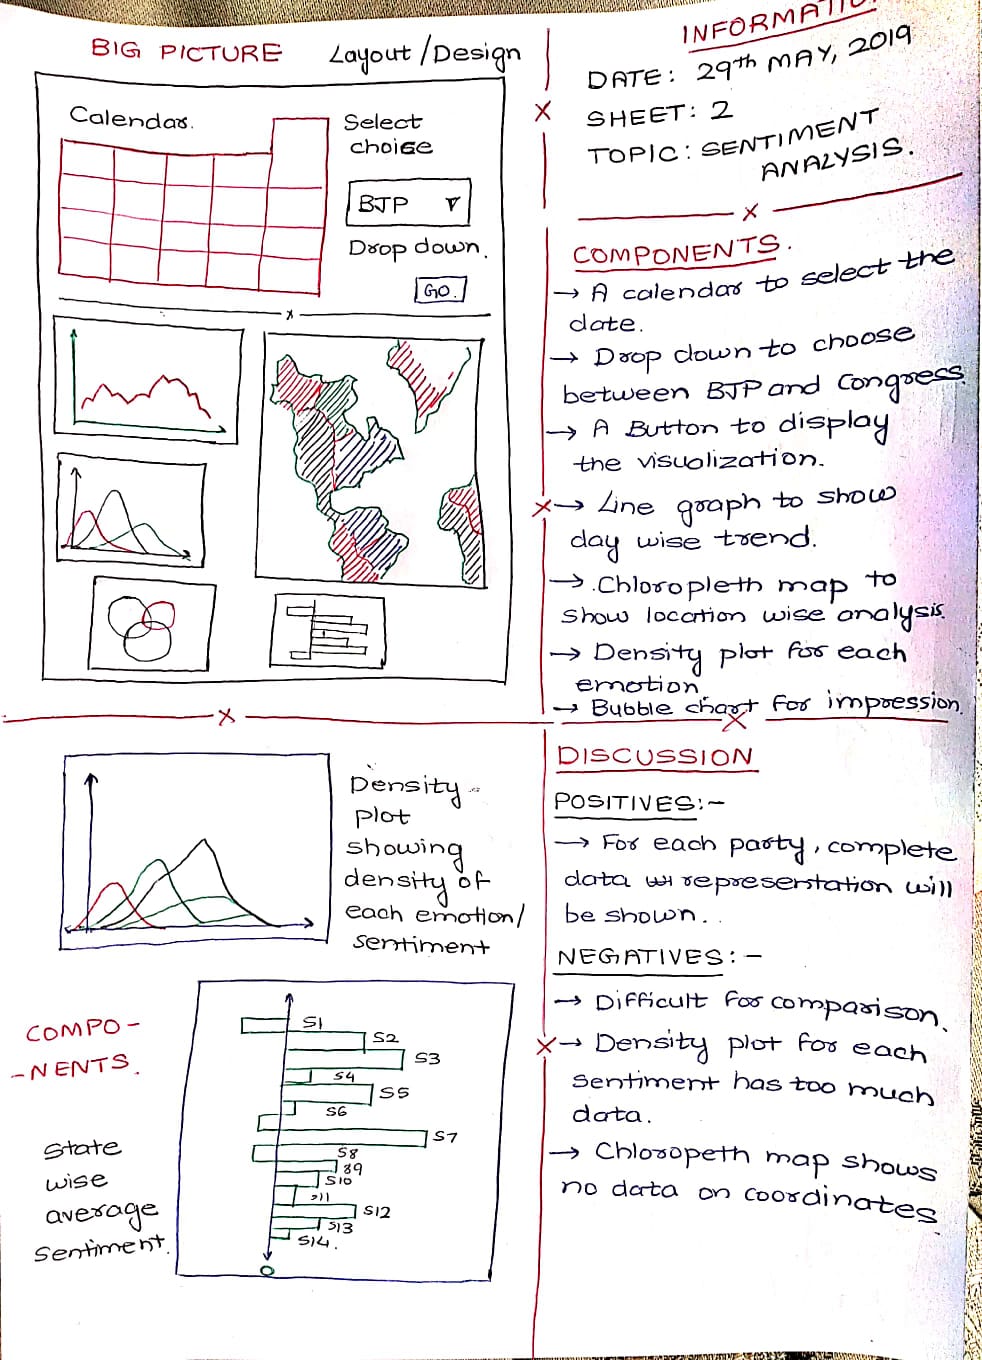 BIG PICTURE Layout/Design
Calendar.
Select
choice
BJP
Drop down.
GO.
INFORMATIO
DATE: 29th MAY, 2019
SHEET: 2
TOPIC: SENTIMENT
ANALYSIS.
COMPONENTS.
→ A calendar to select the
date.
→ Drop down to choose
between BJP and Congress.
→ A Button to display
the visualization.
→ Line graph to show
day wise trend.
→ Chloropleth map to
show location wise analysis.
→ Density plot for each
emotion.
→ Bubble chart for impression.
Density
plot
showing
density of
each emotion/
sentiment
COMPO-
-NENTS.
State
wise
average
sentiment.
S1
S2
S3
S4
S5
S6
S7
S8
S9
S10
S11
S12
S13
S14.
0
DISCUSSION
POSITIVES:-
→ For each party, complete
data representation will
be shown.
NEGATIVES:-
→ Difficult for comparison.
→ Density plot for each
sentiment has too much
data.
→ Chloropeth map shows
no data on coordinates.